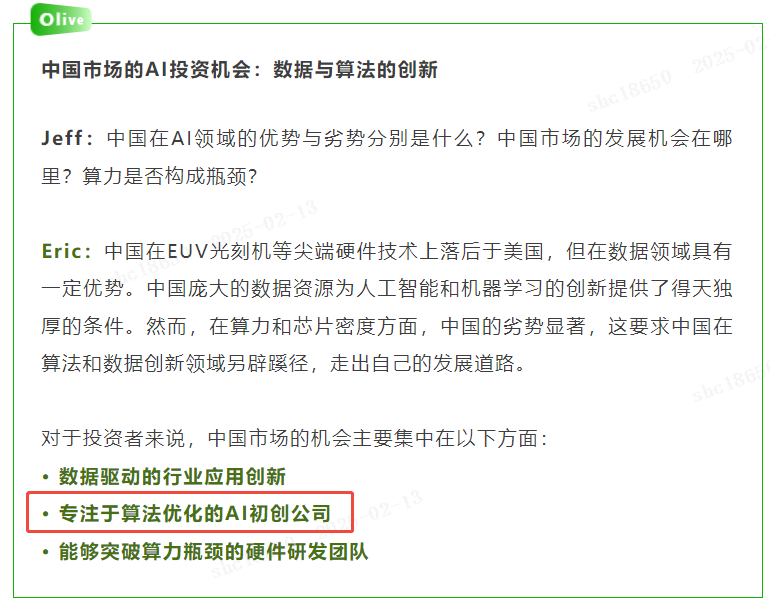 Olive
中国市场的AI投资机会：数据与算法的创新
Jeff：中国在AI领域的优势与劣势分别是什么？中国市场的发展机会在哪
里？算力是否构成瓶颈？
Eric：中国在EUV光刻机等尖端硬件技术上落后于美国，但在数据领域具有
一定优势。中国庞大的数据资源为人工智能和机器学习的创新提供了得天独
厚的条件。然而，在算力和芯片密度方面，中国的劣势显著，这要求中国在
算法和数据创新领域另辟蹊径，走出自己的发展道路。
对于投资者来说，中国市场的机会主要集中在以下方面：
• 数据驱动的行业应用创新
• 专注于算法优化的AI初创公司
• 能够突破算力瓶颈的硬件研发团队
shc18650 2025-02
2025-02-13
shc18650